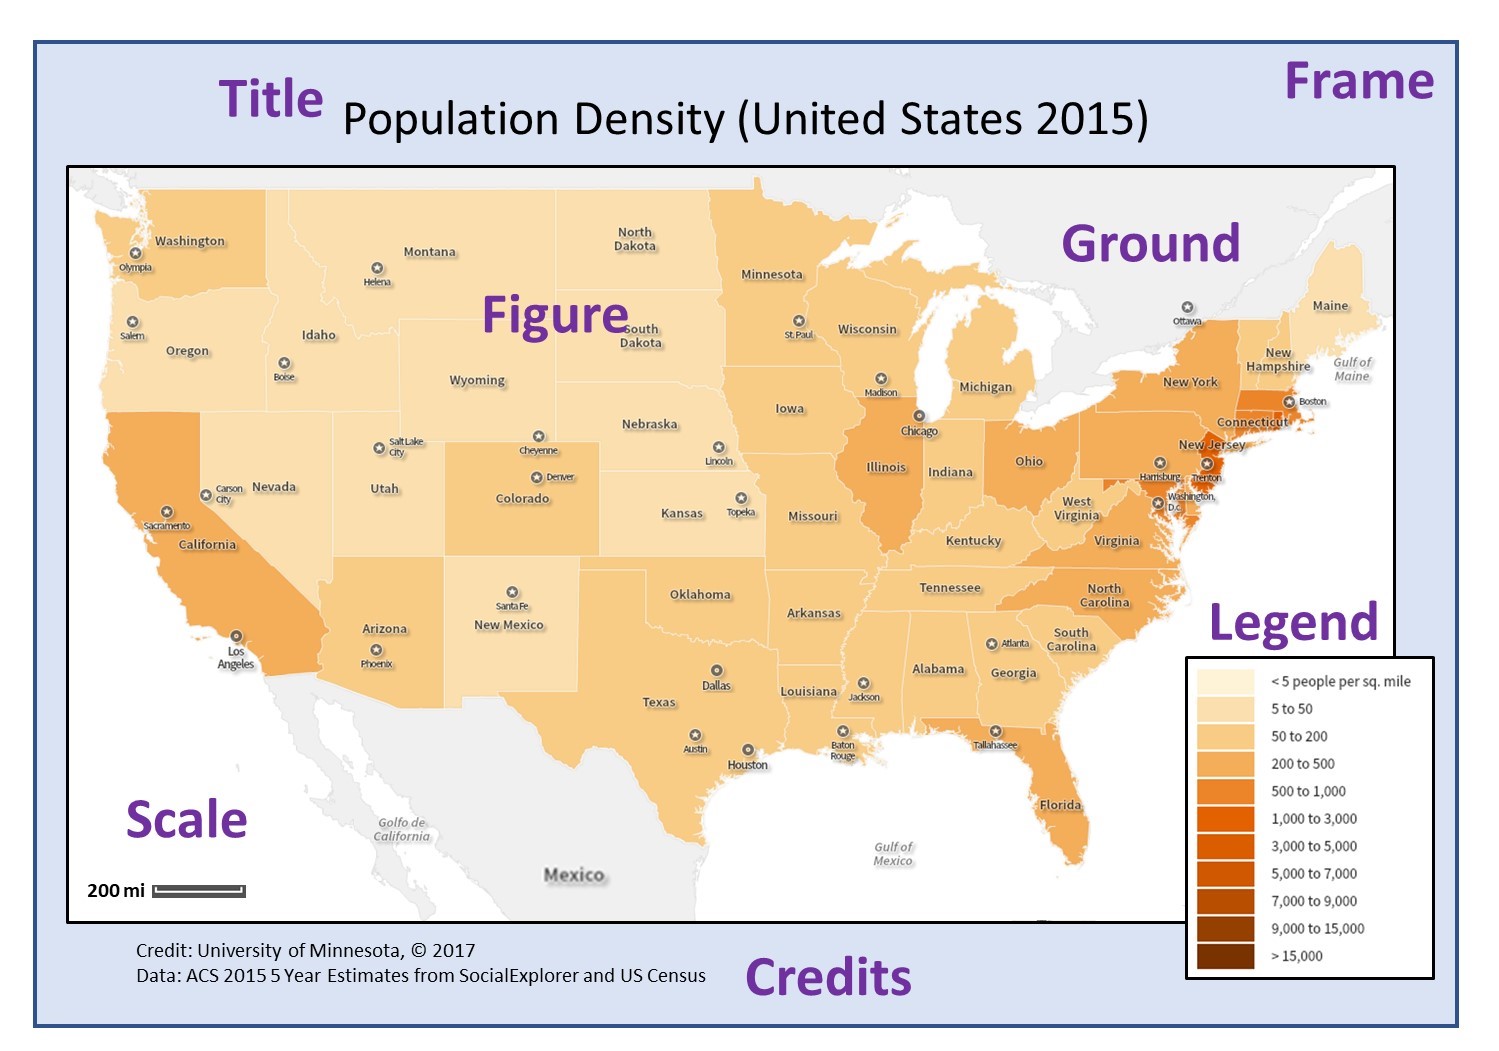 Title
Frame
Population Density (United States 2015)
Ground
Figure
Washington
Olympia
Montana
Helena
North
Dakota
Minnesota
St. Paul
Wisconsin
Madison
Michigan
Ottawa
Maine
New
Hampshire
Gulf of
Maine
New York
Boston
Connecticut
New Jersey
Trenton
Harrisburg
Washington,
D.C.
Salem
Oregon
Idaho
Boise
Wyoming
Cheyenne
South
Dakota
Nebraska
Lincoln
Iowa
Chicago
Illinois
Indiana
Ohio
West
Virginia
Virginia
Salt Lake
City
Utah
Carson
City
Nevada
Sacramento
California
Denver
Colorado
Kansas
Topeka
Missouri
Kentucky
Tennessee
North
Carolina
South
Carolina
Los
Angeles
Arizona
Phoenix
Santa Fe
New Mexico
Oklahoma
Arkansas
Texas
Dallas
Austin
Houston
Louisiana
Baton
Rouge
Jackson
Alabama
Atlanta
Georgia
Tallahassee
Florida
Golfo de
California
Mexico
Gulf of
Mexico
Scale
200 mi
Legend
< 5 people per sq. mile
5 to 50
50 to 200
200 to 500
500 to 1,000
1,000 to 3,000
3,000 to 5,000
5,000 to 7,000
7,000 to 9,000
9,000 to 15,000
> 15,000
Credit: University of Minnesota, © 2017
Data: ACS 2015 5 Year Estimates from SocialExplorer and US Census
Credits